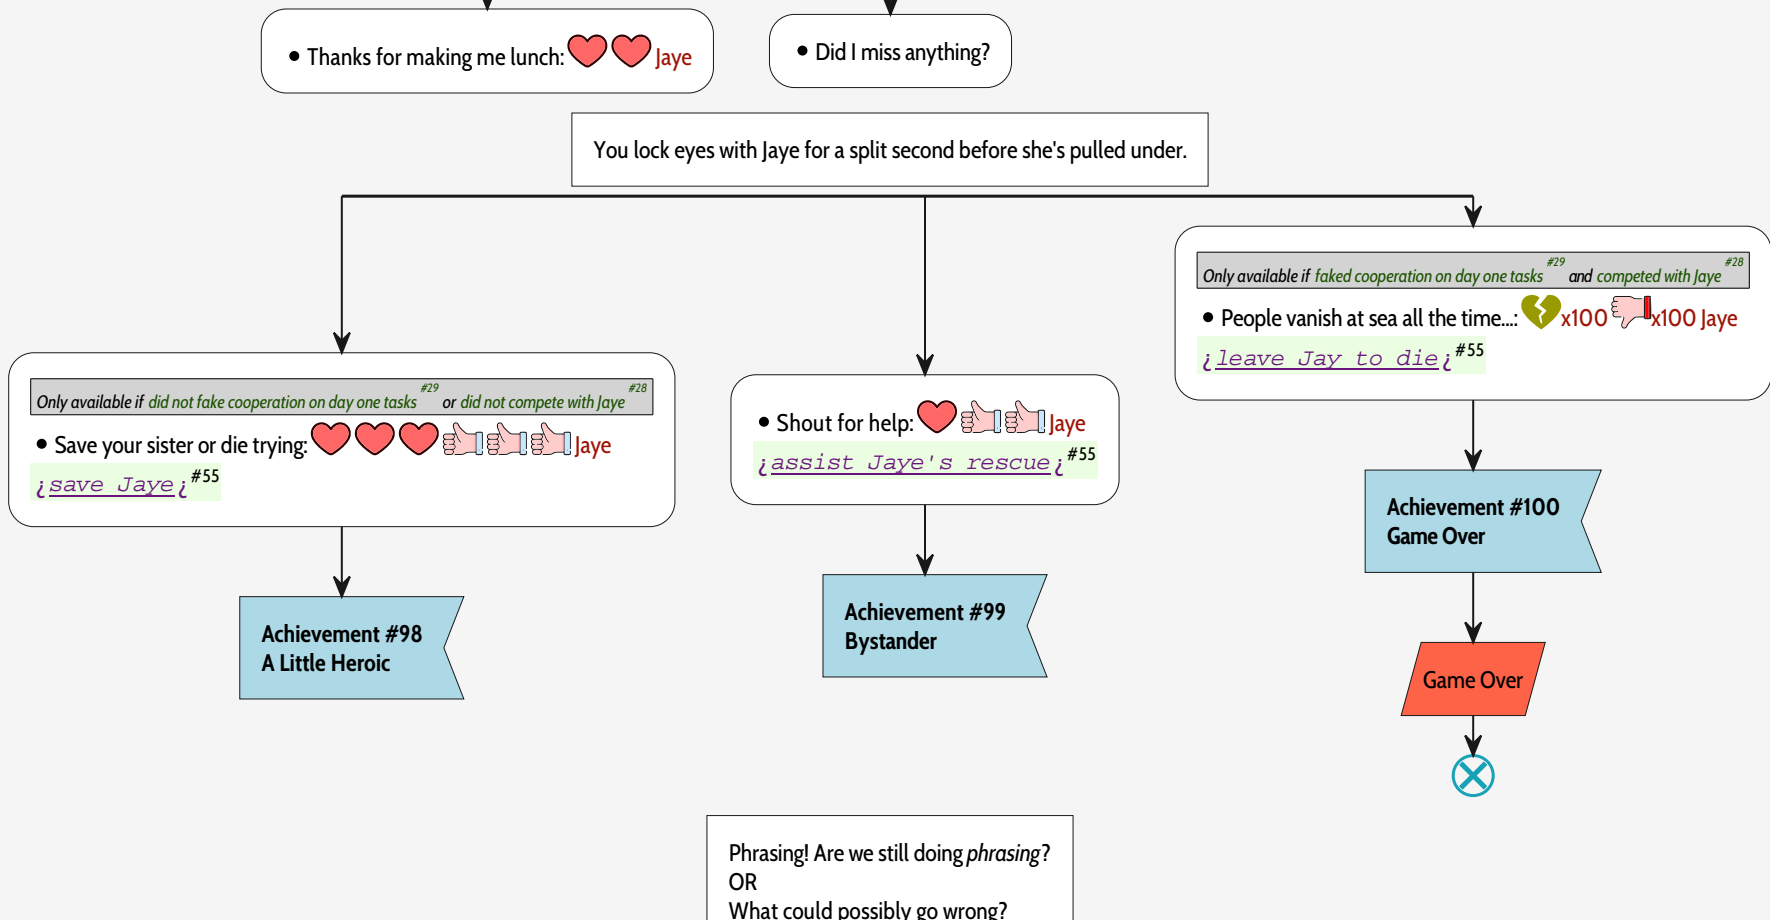 • Thanks for making me lunch: Jaye
• Did I miss anything?
You lock eyes with Jaye for a split second before she's pulled under.
Only available if faked cooperation on day one tasks #29 and competed with Jaye #28
• People vanish at sea all the time...: x100 x100 Jaye
¿leave Jay to die¿ #55
Only available if did not fake cooperation on day one tasks #29 or did not compete with Jaye #28
• Save your sister or die trying: Jaye
¿save Jaye¿ #55
• Shout for help: Jaye
¿assist Jaye's rescue¿ #55
Achievement #100
Game Over
Achievement #99
Bystander
Achievement #98
A Little Heroic
Game Over
Phrasing! Are we still doing phrasing?
OR
What could possibly go wrong?